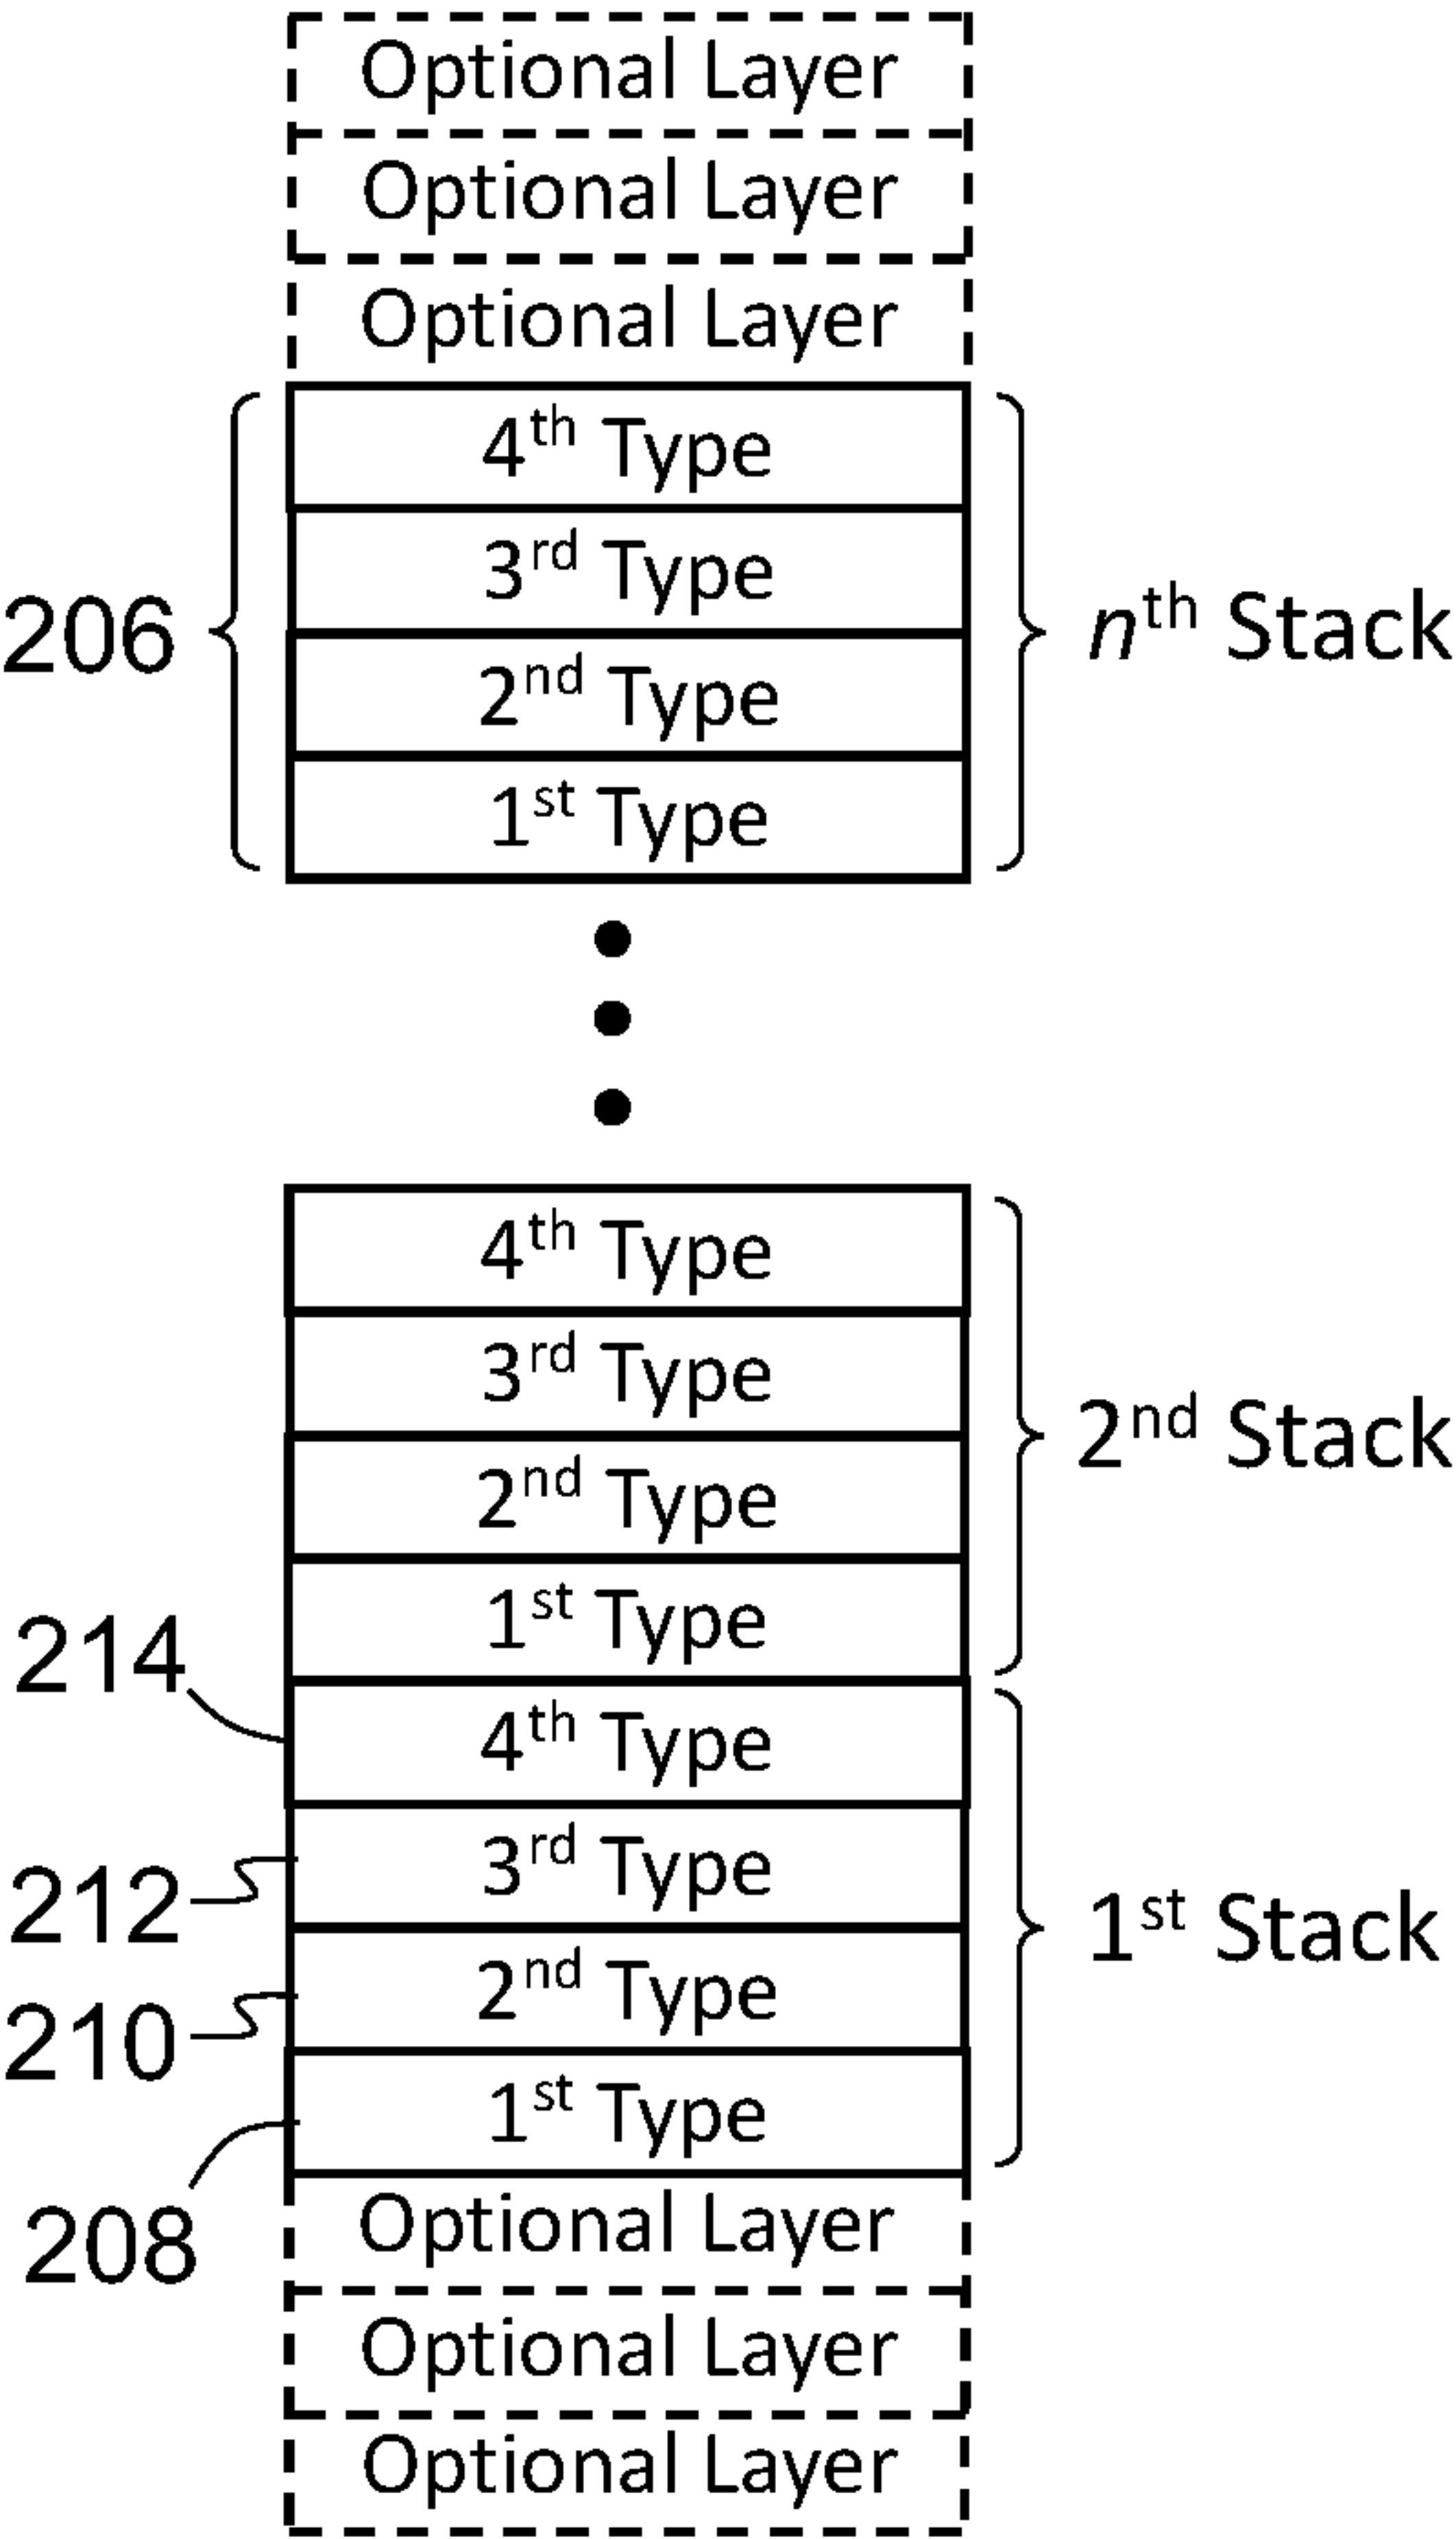 Optional Layer
Optional Layer
Optional Layer
4th Type
3rd Type
206
nth Stack
2nd Type
1st Type
4th Type
3rd Type
2nd Stack
2nd Type
1st Type
214
4th Type
212
3rd Type
1st Stack
210
2nd Type
1st Type
208
Optional Layer
Optional Layer
Optional Layer